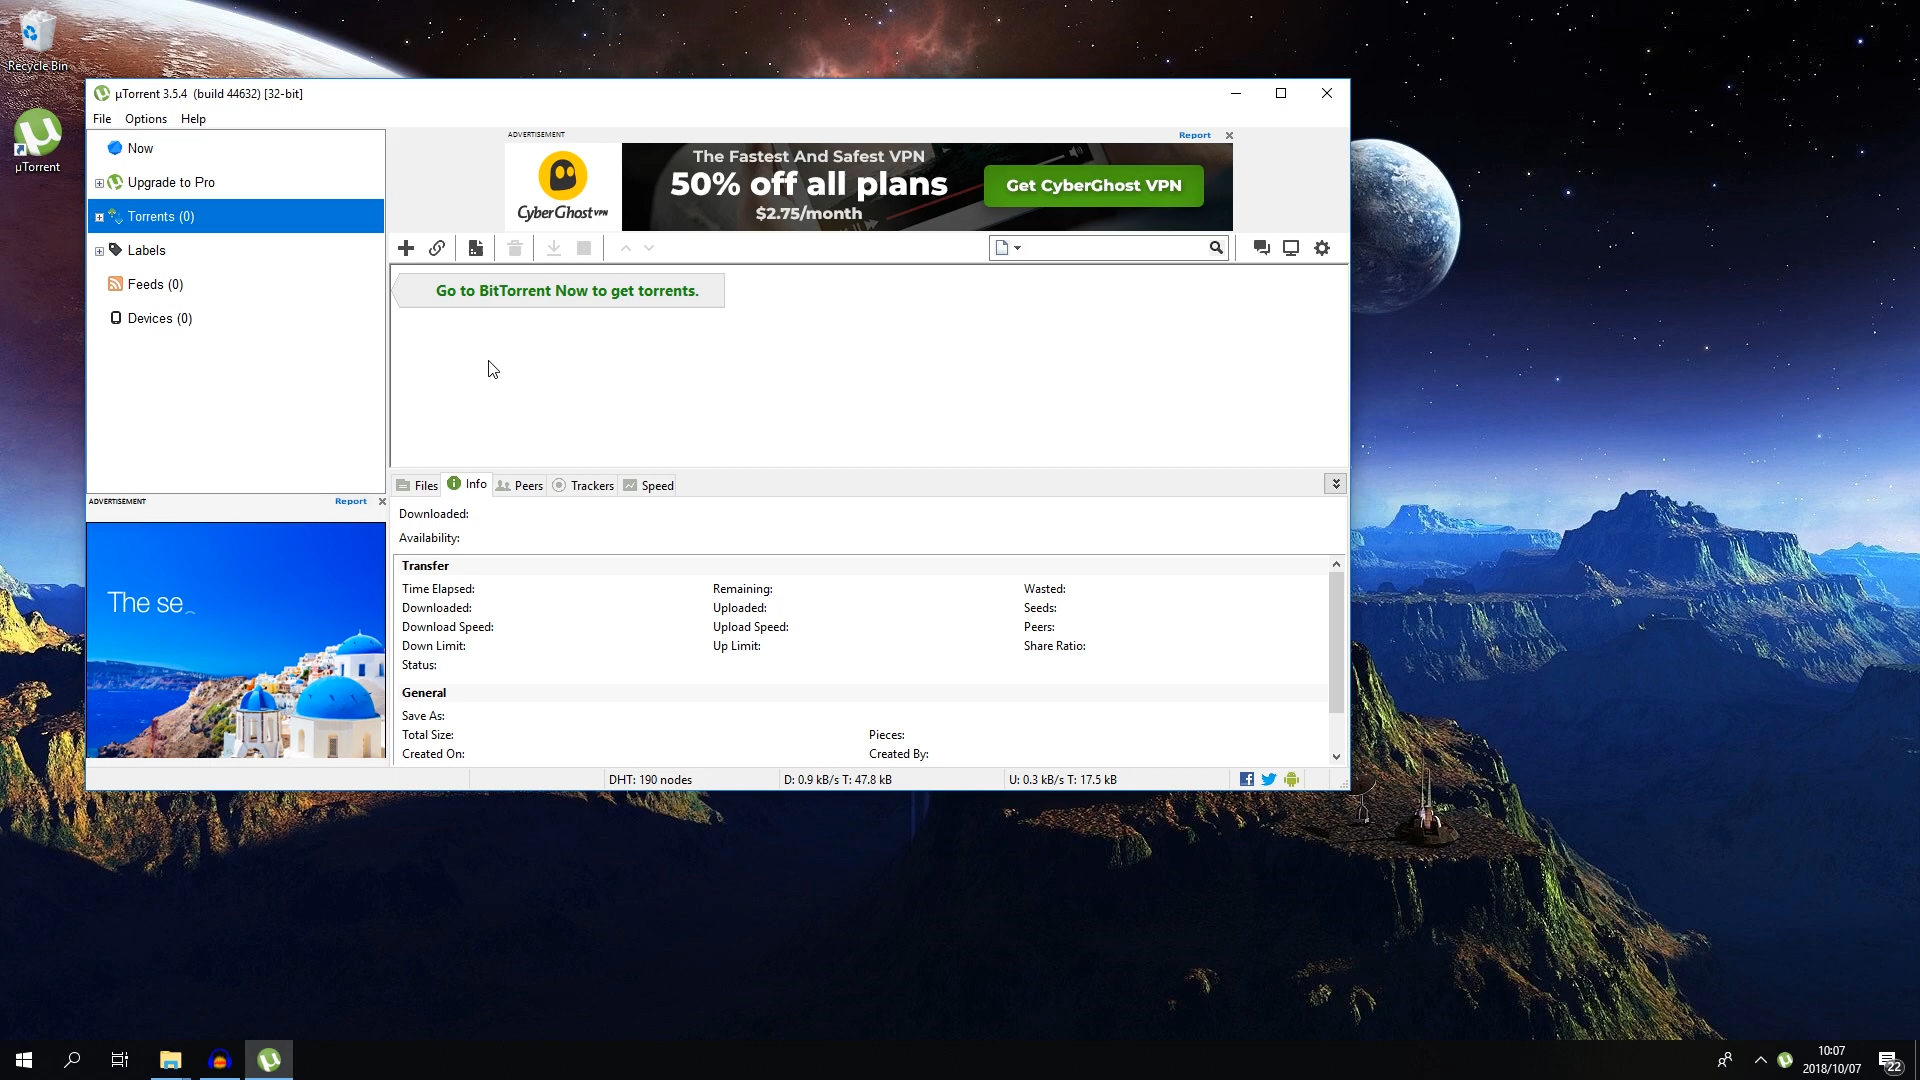 Recycle Bin
µTorrent
µTorrent 3.5.4 (build 44632) [32-bit]
File Options Help
Now
Upgrade to Pro
Torrents (0)
Labels
Feeds (0)
Devices (0)
ADVERTISEMENT Report
The Fastest And Safest VPN
50% off all plans
$2.75/month
CyberGhost VPN
Get CyberGhost VPN
Go to BitTorrent Now to get torrents.
ADVERTISEMENT Report
The se
Files Info Peers Trackers Speed
Downloaded:
Availability:
Transfer
Time Elapsed: Remaining: Wasted:
Downloaded: Uploaded: Seeds:
Download Speed: Upload Speed: Peers:
Down Limit: Up Limit: Share Ratio:
Status:
General
Save As:
Total Size: Pieces:
Created On: Created By:
DHT: 190 nodes D: 0.9 kB/s T: 47.8 kB U: 0.3 kB/s T: 17.5 kB
10:07
2018/10/07
22